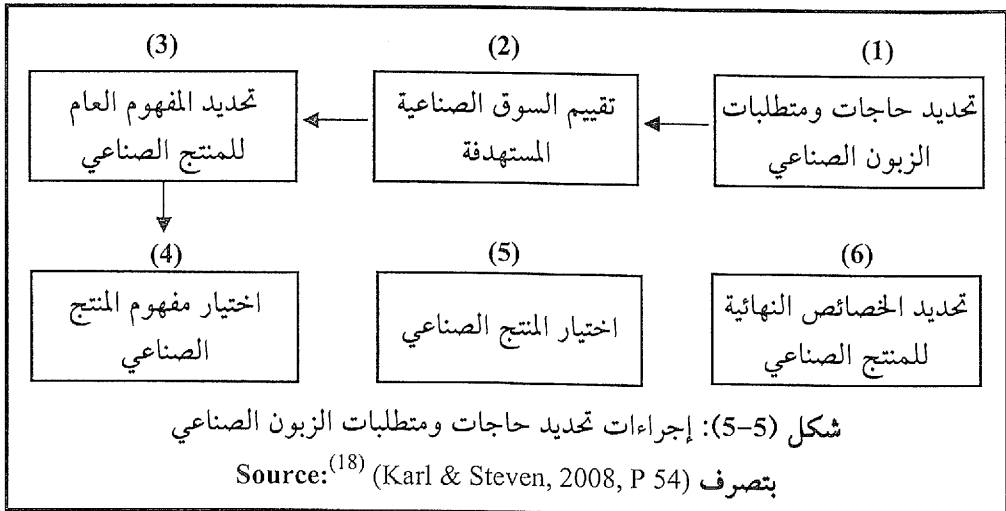 (1)
تحديد حاجات ومتطلبات
الزبون الصناعي
(2)
تقييم السوق الصناعية
المستهدفة
(3)
تحديد المفهوم العام
للمنتج الصناعي
(4)
اختيار مفهوم المنتج
الصناعي
(5)
اختيار المنتج الصناعي
(6)
تحديد الخصائص النهائية
للمنتج الصناعي
شكل (5-5): إجراءات تحديد حاجات ومتطلبات الزبون الصناعي
بتصرف Source:(18) (Karl & Steven, 2008, P 54)